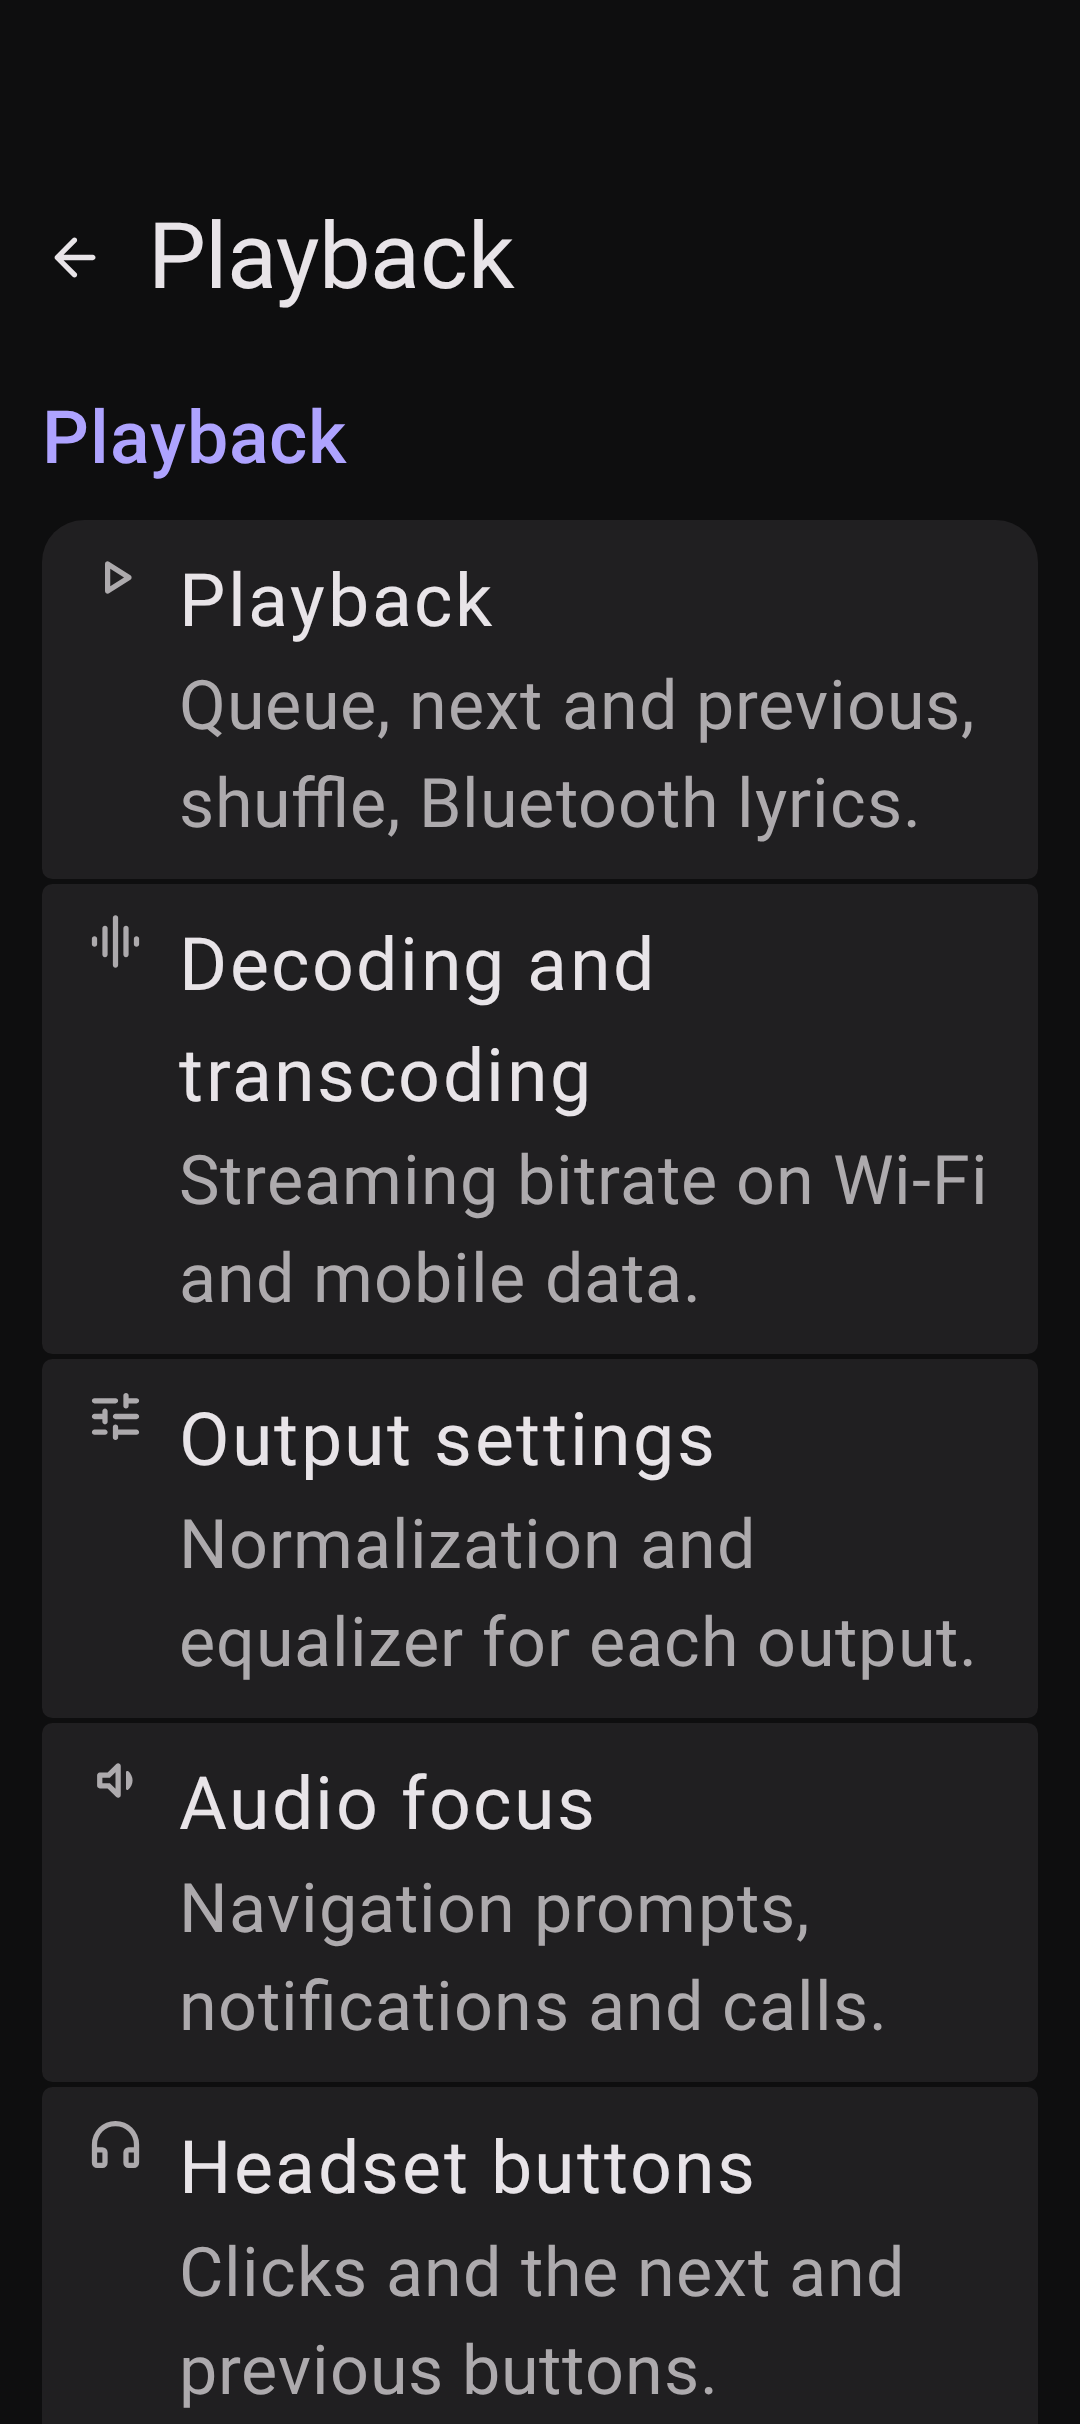 Playback
Playback
Playback
Queue, next and previous,
shuffle, Bluetooth lyrics.
Decoding and
transcoding
Streaming bitrate on Wi-Fi
and mobile data.
Output settings
Normalization and
equalizer for each output.
Audio focus
Navigation prompts,
notifications and calls.
Headset buttons
Clicks and the next and
previous buttons.